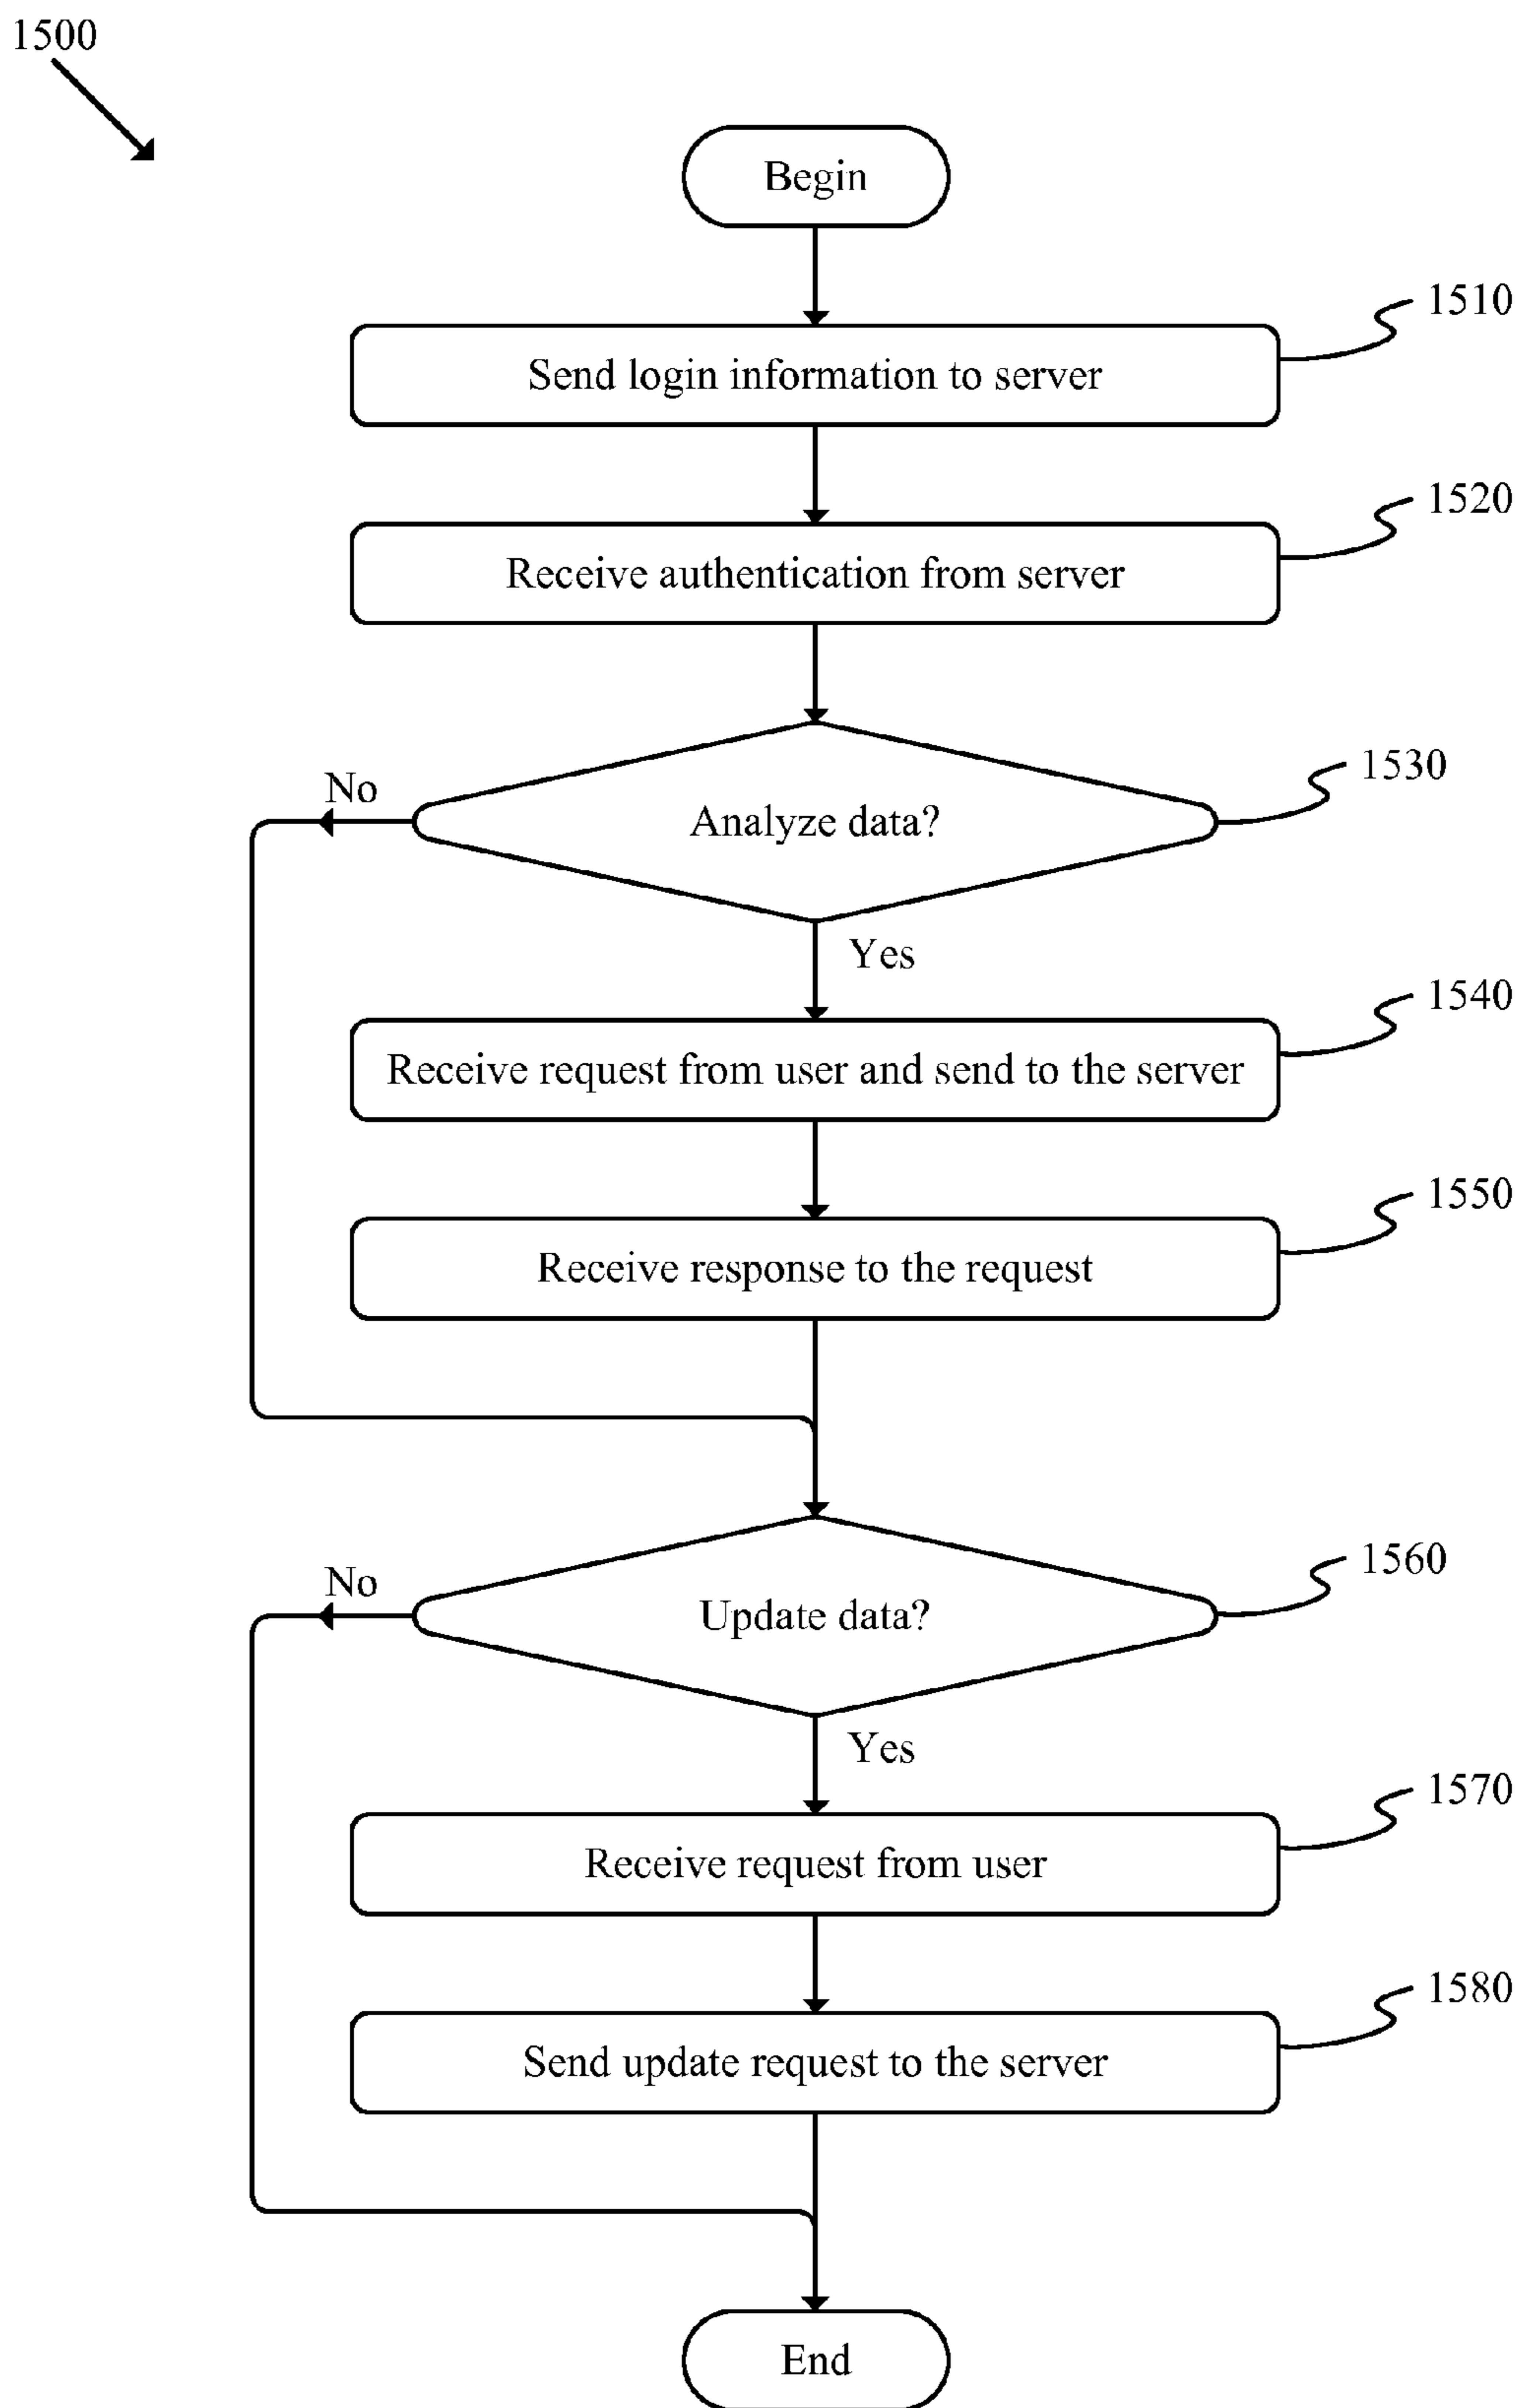 1500
Begin
1510
Send login information to server
1520
Receive authentication from server
1530
No
Analyze data?
Yes
1540
Receive request from user and send to the server
1550
Receive response to the request
1560
No
Update data?
Yes
1570
Receive request from user
1580
Send update request to the server
End